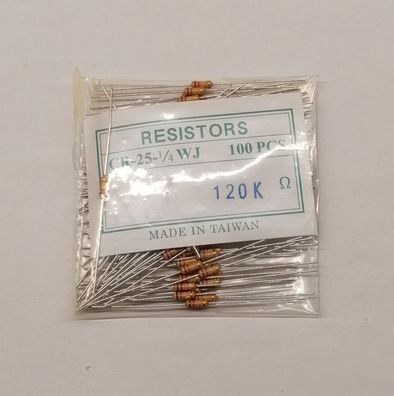 RESISTORS
CR-25-¼ WJ 100 PCS
120K Ω
MADE IN TAIWAN